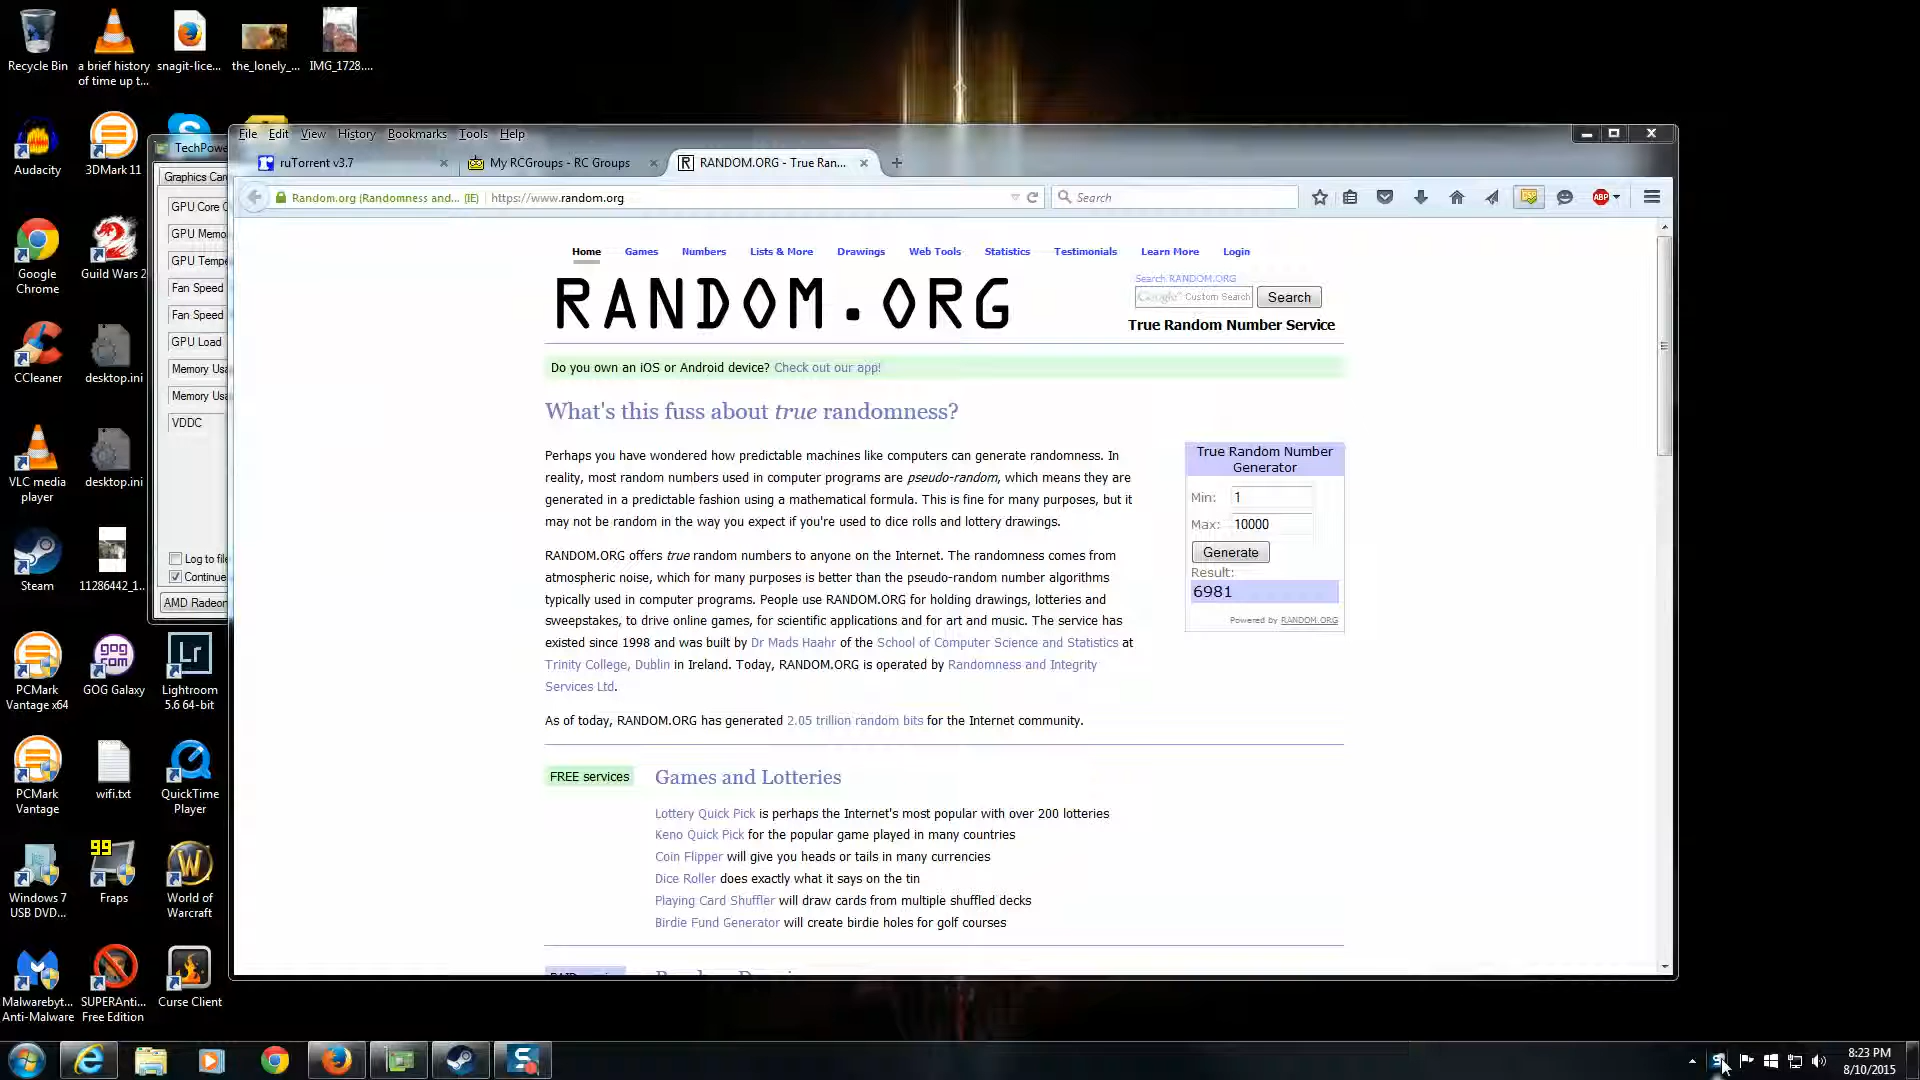 Recycle Bin
a brief history
of time up t...
snagit-lice...
the_lonely_...
IMG_1728....
Audacity
3DMark 11
Google
Chrome
Guild Wars 2
CCleaner
desktop.ini
VLC media
player
desktop.ini
Steam
11286442_1..
PCMark
Vantage x64
GOG Galaxy
Lightroom
5.6 64-bit
PCMark
Vantage
wifi.txt
QuickTime
Player
Windows 7
USB DVD...
Fraps
World of
Warcraft
Malwarebyt...
Anti-Malware
SUPERAnti...
Free Edition
Curse Client
TechPowe
Graphics Car
GPU Core C
GPU Memo
GPU Tempe
Fan Speed
Fan Speed
GPU Load
Memory Usa
Memory Usa
VDDC
Log to file
Continue
AMD Radeon
File Edit View History Bookmarks Tools Help
ruTorrent v3.7
My RCGroups - RC Groups
RANDOM.ORG - True Ran...
Random.org (Randomness and... (IE)
https://www.random.org
Search
ABP
Home Games Numbers Lists & More Drawings Web Tools Statistics Testimonials Learn More Login
RANDOM.ORG
Search RANDOM.ORG
Google™ Custom Search
Search
True Random Number Service
Do you own an iOS or Android device? Check out our app!
What's this fuss about true randomness?
Perhaps you have wondered how predictable machines like computers can generate randomness. In
reality, most random numbers used in computer programs are pseudo-random, which means they are
generated in a predictable fashion using a mathematical formula. This is fine for many purposes, but it
may not be random in the way you expect if you're used to dice rolls and lottery drawings.
RANDOM.ORG offers true random numbers to anyone on the Internet. The randomness comes from
atmospheric noise, which for many purposes is better than the pseudo-random number algorithms
typically used in computer programs. People use RANDOM.ORG for holding drawings, lotteries and
sweepstakes, to drive online games, for scientific applications and for art and music. The service has
existed since 1998 and was built by Dr Mads Haahr of the School of Computer Science and Statistics at
Trinity College, Dublin in Ireland. Today, RANDOM.ORG is operated by Randomness and Integrity
Services Ltd.
As of today, RANDOM.ORG has generated 2.05 trillion random bits for the Internet community.
True Random Number
Generator
Min: 1
Max: 10000
Generate
Result:
6981
Powered by RANDOM.ORG
FREE services
Games and Lotteries
Lottery Quick Pick is perhaps the Internet's most popular with over 200 lotteries
Keno Quick Pick for the popular game played in many countries
Coin Flipper will give you heads or tails in many currencies
Dice Roller does exactly what it says on the tin
Playing Card Shuffler will draw cards from multiple shuffled decks
Birdie Fund Generator will create birdie holes for golf courses
8:23 PM
8/10/2015